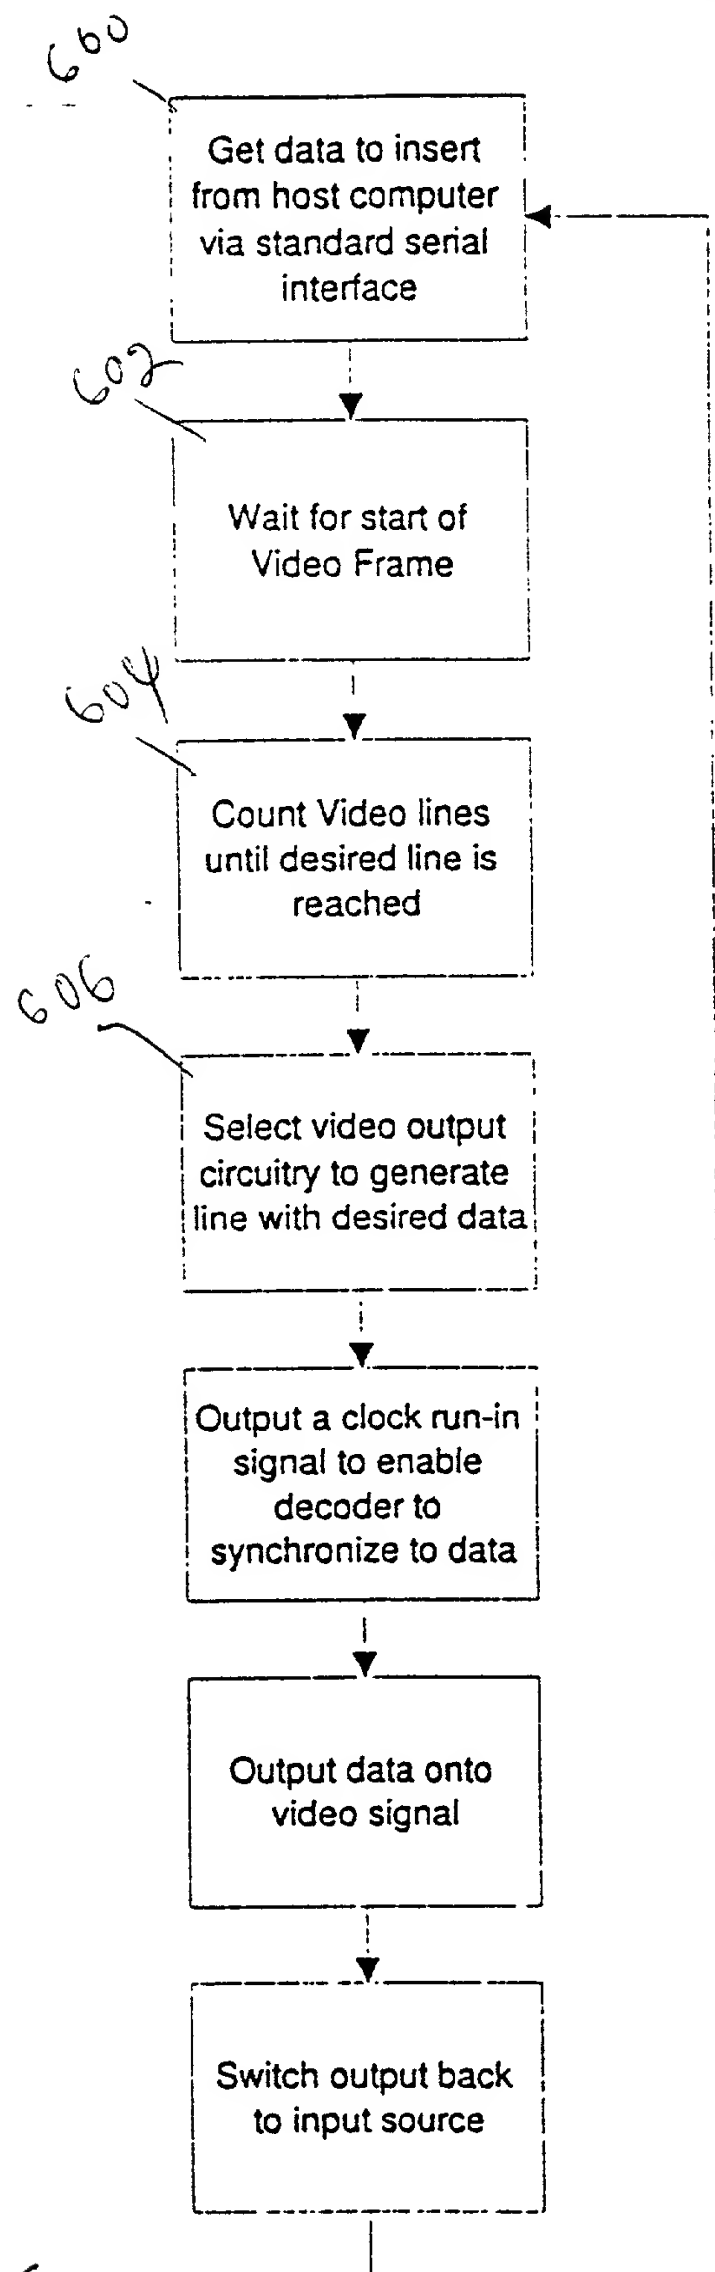 600
Get data to insert
from host computer
via standard serial
interface
602
Wait for start of
Video Frame
604
Count Video lines
until desired line is
reached
606
Select video output
circuitry to generate
line with desired data
Output a clock run-in
signal to enable
decoder to
synchronize to data
Output data onto
video signal
Switch output back
to input source